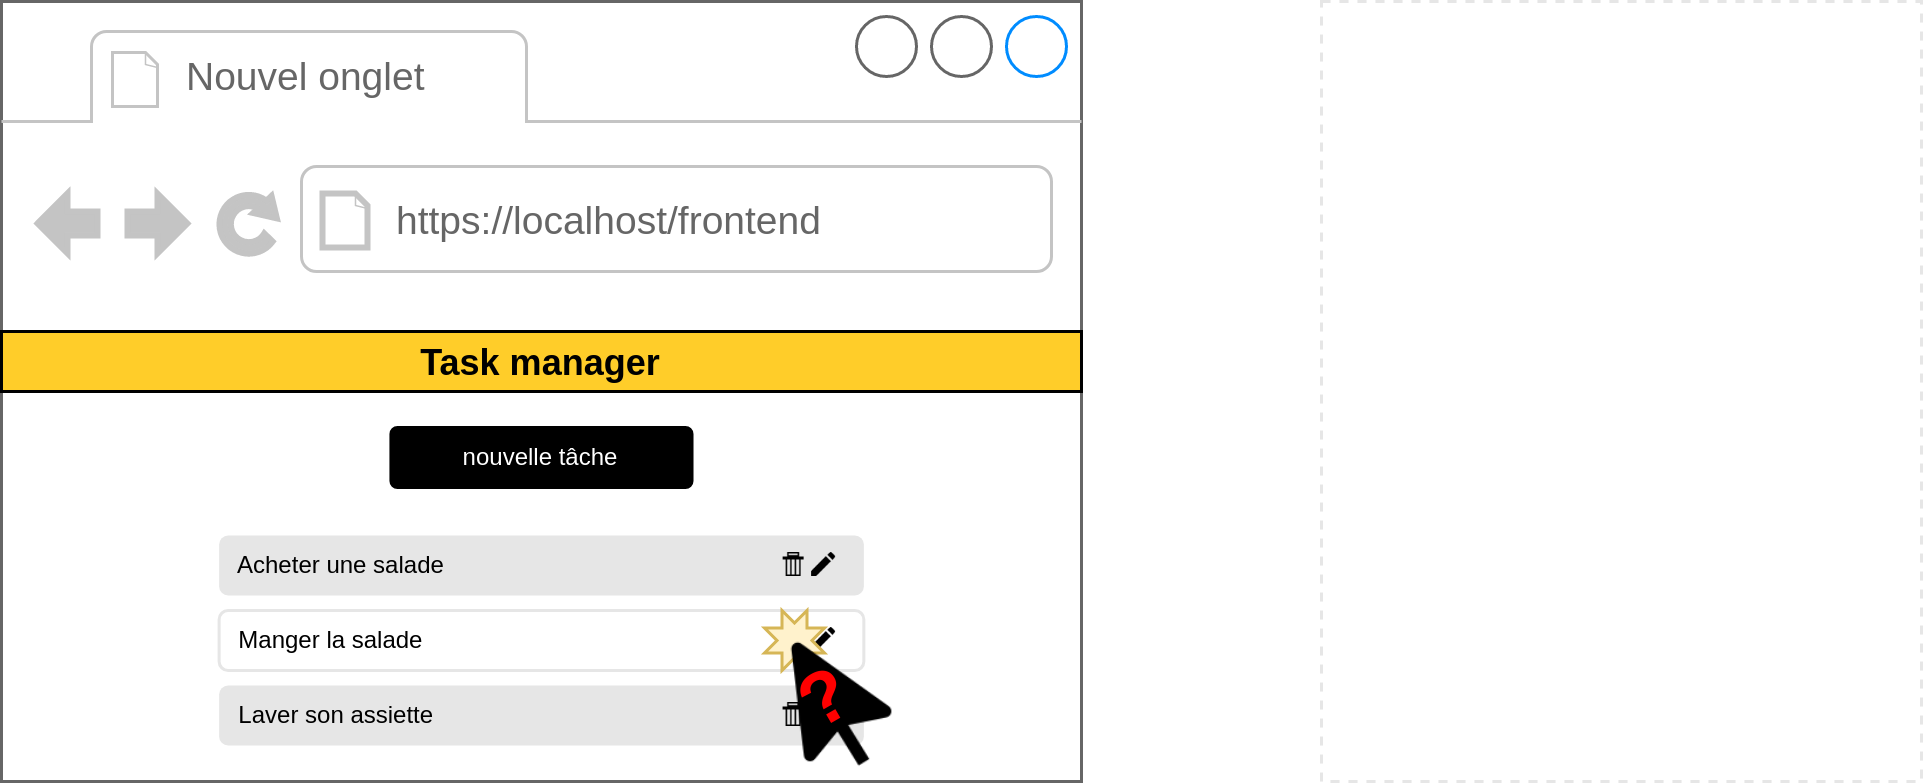 Nouvel onglet
https://localhost/frontend
Task manager
nouvelle tâche
Acheter une salade
Manger la salade
Laver son assiette
?